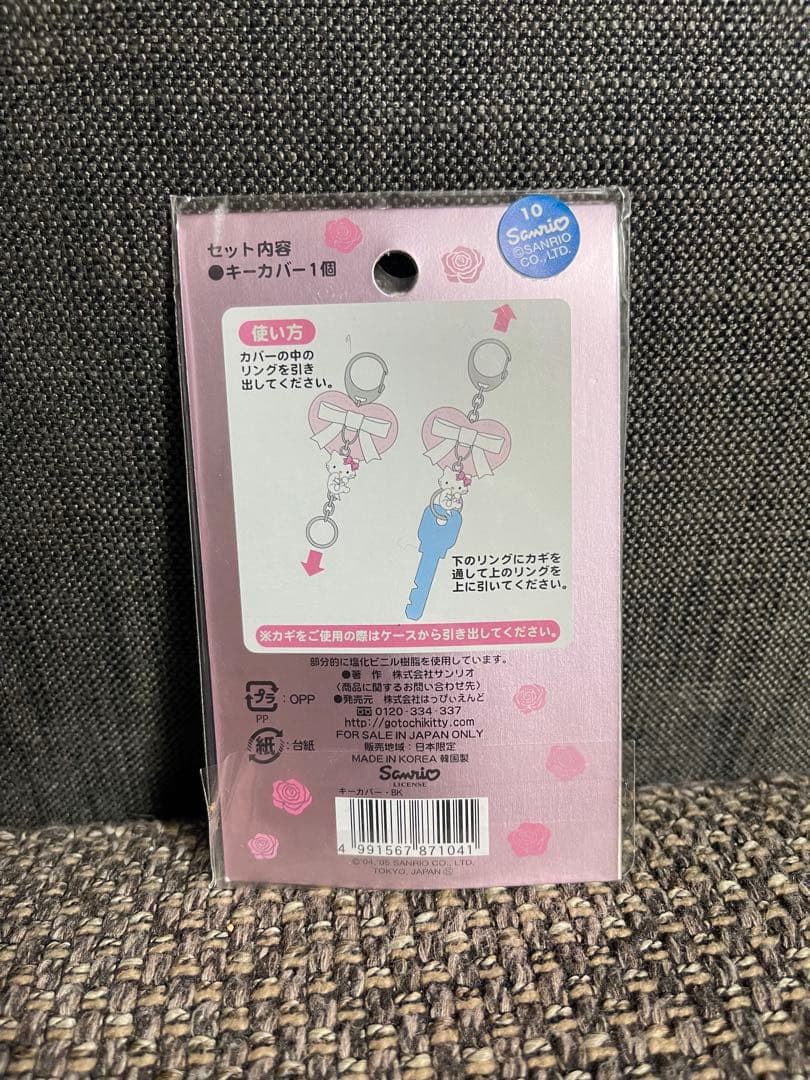 セット内容
●キーカバー1個
10
Sanrio
©SANRIO
CO., LTD.
使い方
カバーの中の
リングを引き
出してください。
下のリングにカギを
通して上のリングを
上に引いてください。
※カギをご使用の際はケースから引き出してください。
部分的に塩化ビニル樹脂を使用しています。
●著 作 株式会社サンリオ
〈商品に関するお問い合わせ先〉
●発売元 株式会社はっぴぃえんど
0120-334-337
http://gotochikitty.com
FOR SALE IN JAPAN ONLY
販売地域:日本限定
MADE IN KOREA 韓国製
プラ:OPP
PP
紙:台紙
Sanrio
LICENSE
キーカバー・BK
4 991567 871041
©'04,'05 SANRIO CO., LTD.
TOKYO, JAPAN Ⓢ